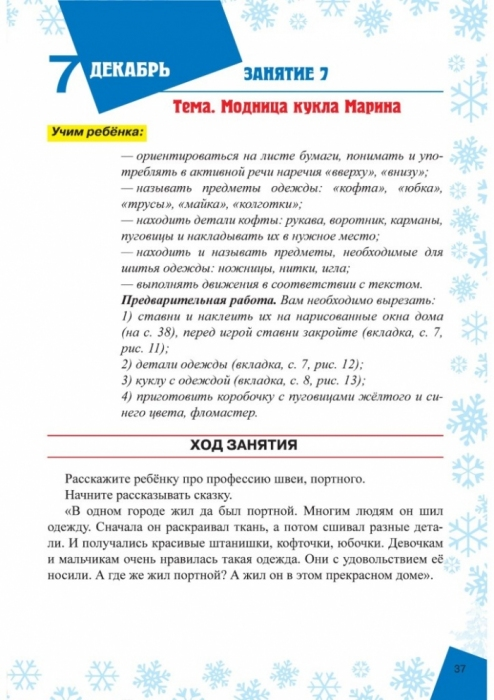 7 ДЕКАБРЬ
ЗАНЯТИЕ 7
Тема. Модница кукла Марина
Учим ребёнка:
— ориентироваться на листе бумаги, понимать и упо-
треблять в активной речи наречия «вверху», «внизу»;
— называть предметы одежды: «кофта», «юбка»,
«трусы», «майка», «колготки»;
— находить детали кофты: рукава, воротник, карманы,
пуговицы и накладывать их в нужное место;
— находить и называть предметы, необходимые для
шитья одежды: ножницы, нитки, игла;
— выполнять движения в соответствии с текстом.
Предварительная работа. Вам необходимо вырезать:
1) ставни и наклеить их на нарисованные окна дома
(на с. 38), перед игрой ставни закройте (вкладка, с. 7,
рис. 11);
2) детали одежды (вкладка, с. 7, рис. 12);
3) куклу с одеждой (вкладка, с. 8, рис. 13);
4) приготовить коробочку с пуговицами жёлтого и си-
него цвета, фломастер.
ХОД ЗАНЯТИЯ
Расскажите ребёнку про профессию швеи, портного.
Начните рассказывать сказку.
«В одном городе жил да был портной. Многим людям он шил
одежду. Сначала он раскраивал ткань, а потом сшивал разные дета-
ли. И получались красивые штанишки, кофточки, юбочки. Девочкам
и мальчикам очень нравилась такая одежда. Они с удовольствием её
носили. А где же жил портной? А жил он в этом прекрасном доме».
37